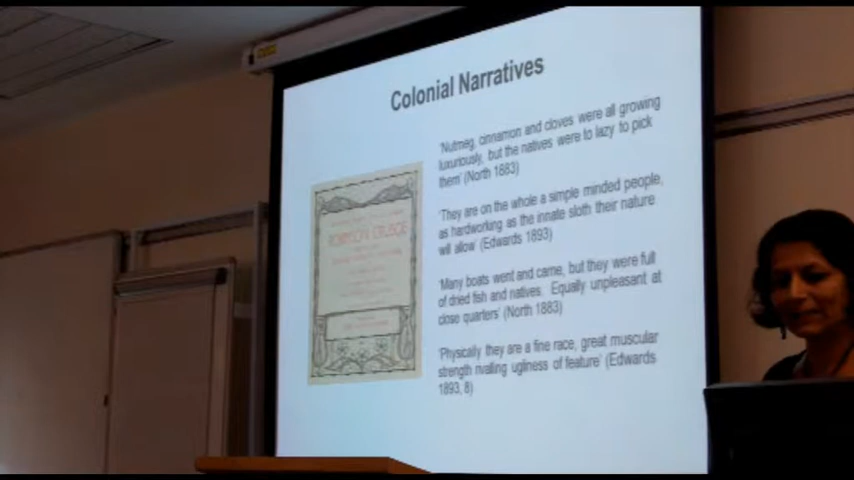 Colonial Narratives
'Nutmeg, cinnamon and cloves were all growing
luxuriously, but the natives were to lazy to pick
them' (North 1883)
'They are on the whole a simple minded people,
as hardworking as the innate sloth their nature
will allow' (Edwards 1893)
'Many boats went and came, but they were full
of dried fish and natives. Equally unpleasant at
close quarters' (North 1883)
'Physically they are a fine race, great muscular
strength rivalling ugliness of feature' (Edwards
1893, 8)
ROBINSON CRUSOE